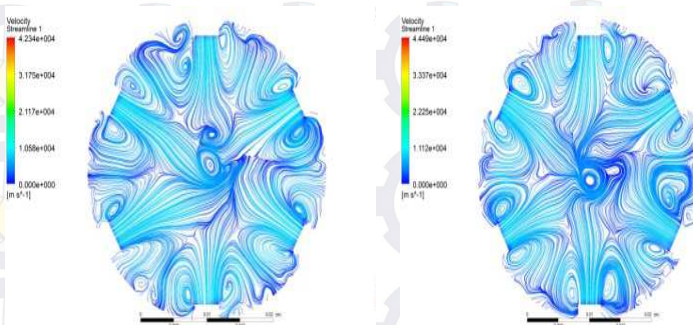 Velocity
Streamline 1
4.234e+004
3.175e+004
2.117e+004
1.058e+004
0.000e+000
[m s^-1]
Velocity
Streamline 1
4.449e+004
3.337e+004
2.225e+004
1.112e+004
0.000e+000
[m s^-1]